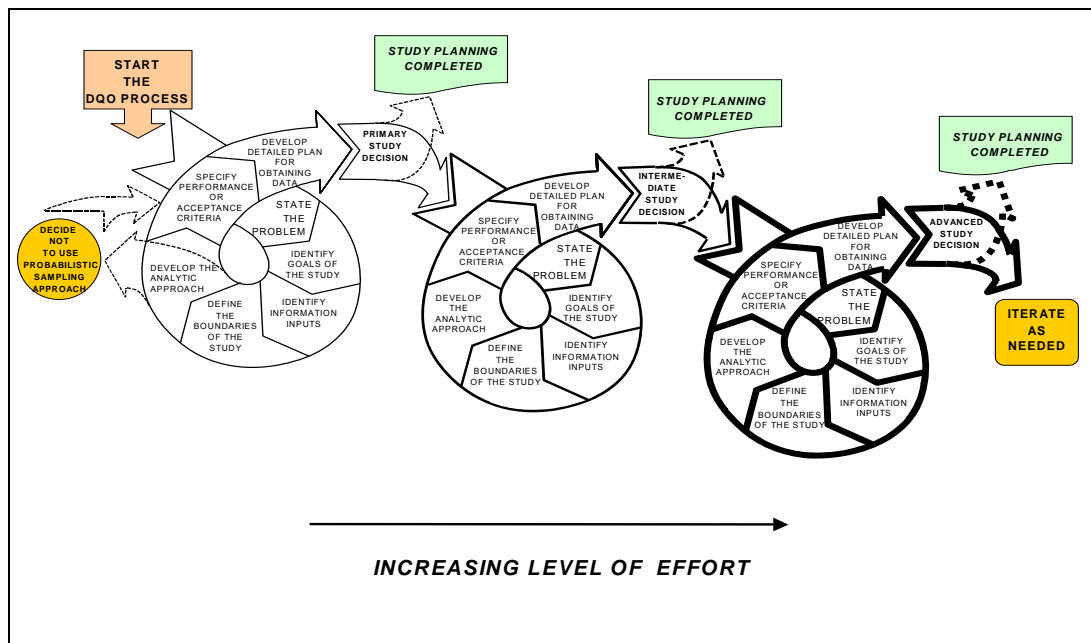 START
THE
DQO PROCESS
STUDY PLANNING
COMPLETED
STUDY PLANNING
COMPLETED
STUDY PLANNING
COMPLETED
DECIDE
NOT
TO USE
PROBABILISTIC
SAMPLING
APPROACH
PRIMARY
STUDY
DECISION
DEVELOP
DETAILED PLAN
FOR
OBTAINING
DATA
SPECIFY
PERFORMANCE
OR
ACCEPTANCE
CRITERIA
STATE
THE
PROBLEM
IDENTIFY
GOALS OF
THE STUDY
IDENTIFY
INFORMATION
INPUTS
DEFINE
THE
BOUNDARIES
OF THE
STUDY
DEVELOP THE
ANALYTIC
APPROACH
INTERME-
DIATE STUDY
DECISION
DEVELOP
DETAILED PLAN
FOR
OBTAINING
DATA
SPECIFY
PERFORMANCE
OR
ACCEPTANCE
CRITERIA
STATE
THE
PROBLEM
IDENTIFY
GOALS OF
THE STUDY
IDENTIFY
INFORMATION
INPUTS
DEFINE
THE
BOUNDARIES
OF THE STUDY
DEVELOP
THE
ANALYTIC
APPROACH
ADVANCED
STUDY
DECISION
DEVELOP
DETAILED PLAN
FOR
OBTAINING
DATA
SPECIFY
PERFORMANCE
OR
ACCEPTANCE
CRITERIA
STATE
THE
PROBLEM
IDENTIFY
GOALS OF
THE STUDY
IDENTIFY
INFORMATION
INPUTS
DEFINE
THE
BOUNDARIES
OF THE STUDY
DEVELOP
THE
ANALYTIC
APPROACH
ITERATE
AS
NEEDED
INCREASING LEVEL OF EFFORT